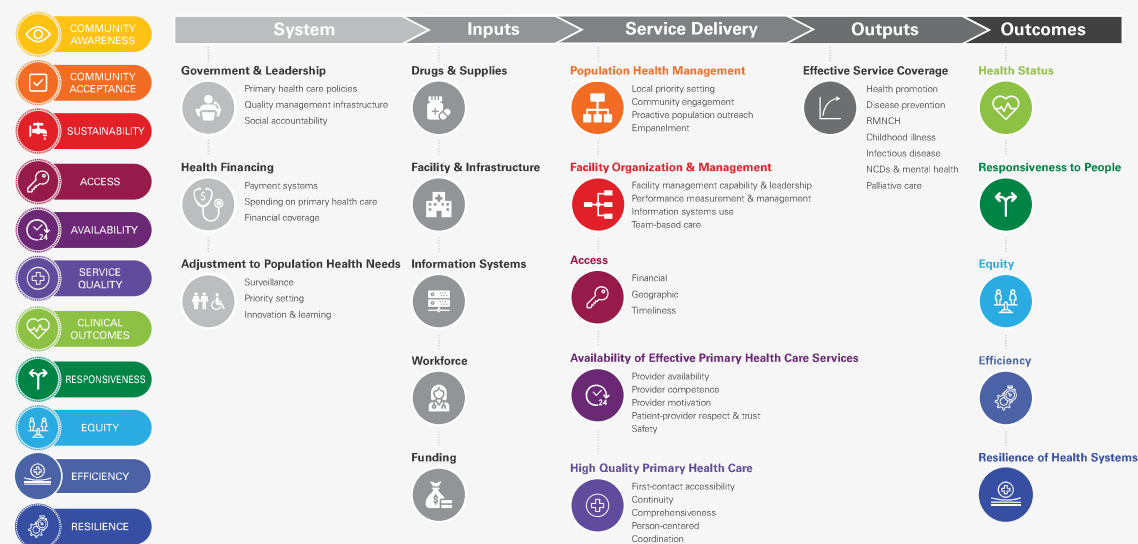 COMMUNITY
AWARENESS
COMMUNITY
ACCEPTANCE
SUSTAINABILITY
ACCESS
24
AVAILABILITY
SERVICE
QUALITY
CLINICAL
OUTCOMES
RESPONSIVENESS
EQUITY
EFFICIENCY
RESILIENCE
System
Government & Leadership
Primary health care policies
Quality management infrastructure
Social accountability
Health Financing
$
Payment systems
Spending on primary health care
Financial coverage
Adjustment to Population Health Needs
Surveillance
Priority setting
Innovation & learning
Inputs
Drugs & Supplies
Facility & Infrastructure
Information Systems
Workforce
Funding
$
Service Delivery
Population Health Management
Local priority setting
Community engagement
Proactive population outreach
Empanelment
Facility Organization & Management
Facility management capability & leadership
Performance measurement & management
Information systems use
Team-based care
Access
Financial
Geographic
Timeliness
Availability of Effective Primary Health Care Services
24
Provider availability
Provider competence
Provider motivation
Patient-provider respect & trust
Safety
High Quality Primary Health Care
First-contact accessibility
Continuity
Comprehensiveness
Person-centered
Coordination
Outputs
Effective Service Coverage
Health promotion
Disease prevention
RMNCH
Childhood illness
Infectious disease
NCDs & mental health
Palliative care
Outcomes
Health Status
Responsiveness to People
Equity
Efficiency
Resilience of Health Systems